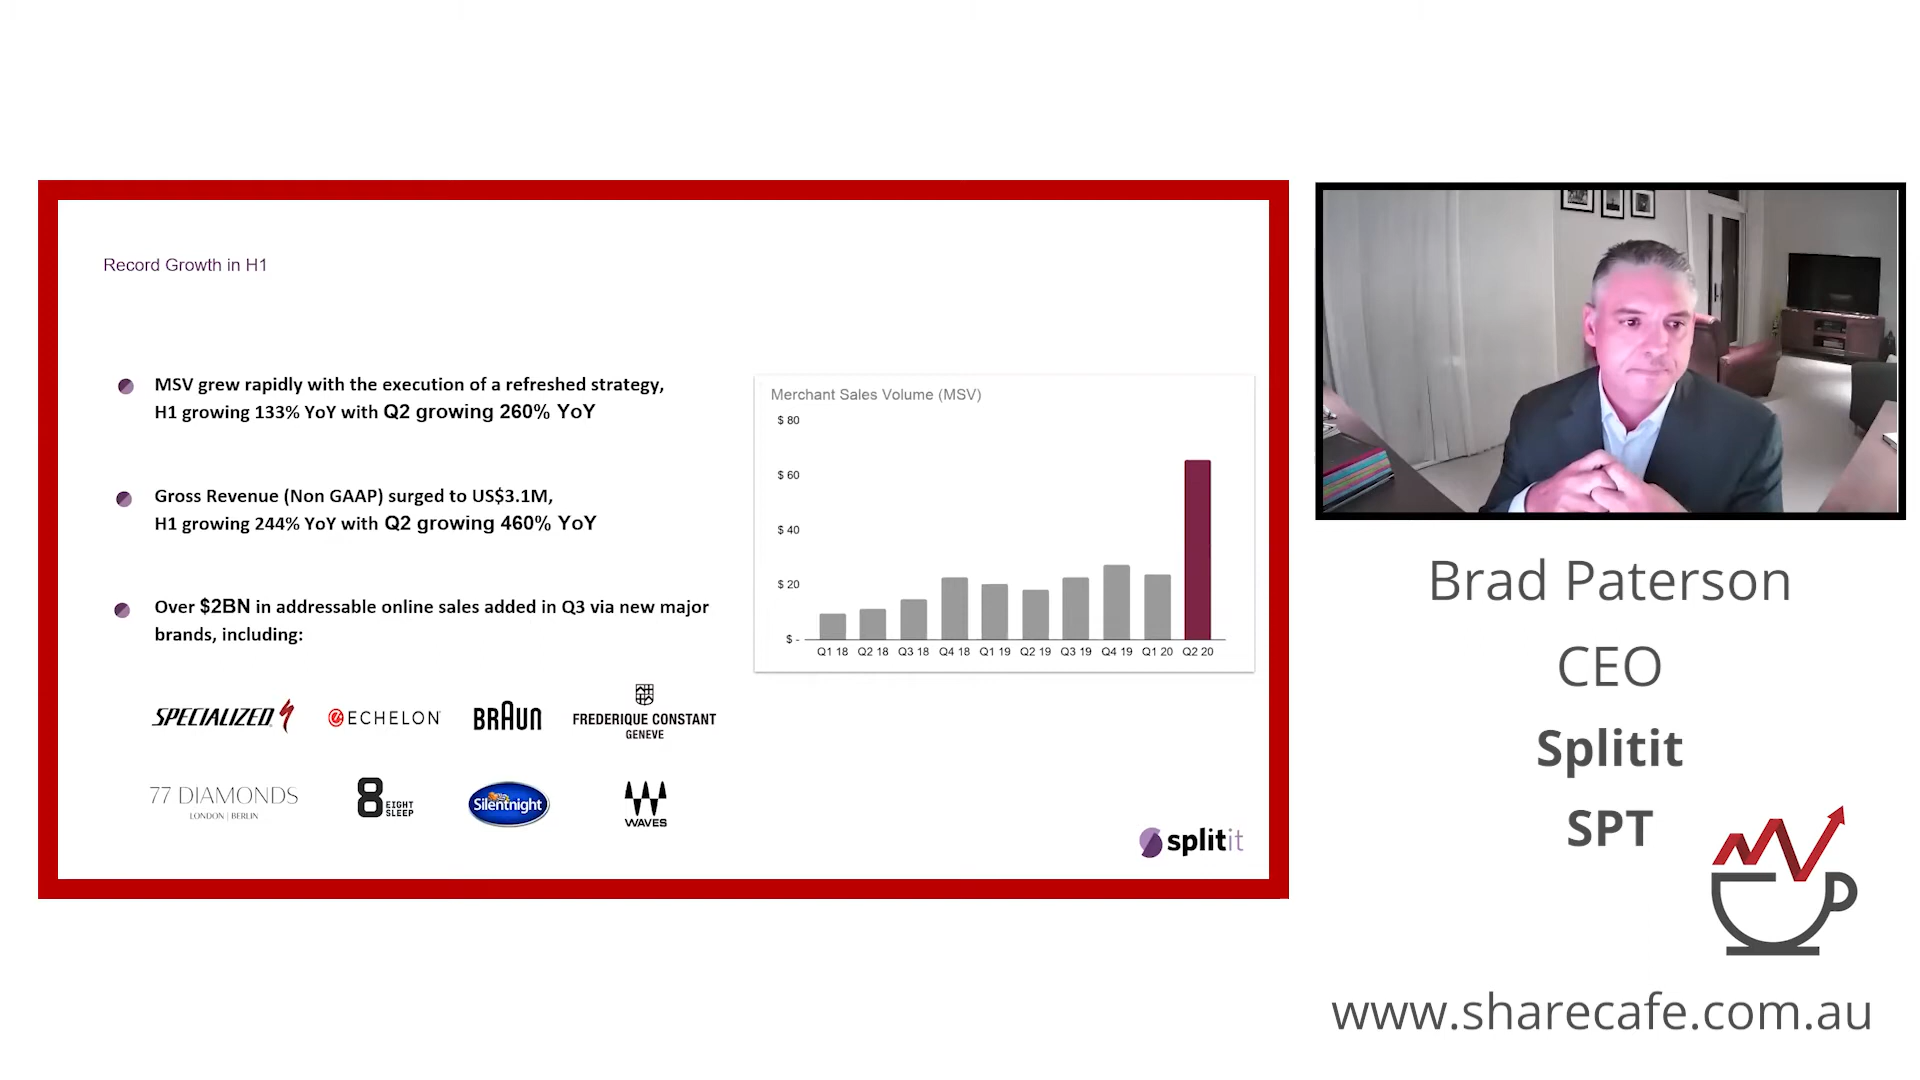 Record Growth in H1
MSV grew rapidly with the execution of a refreshed strategy,
H1 growing 133% YoY with Q2 growing 260% YoY
Gross Revenue (Non GAAP) surged to US$3.1M,
H1 growing 244% YoY with Q2 growing 460% YoY
Over $2BN in addressable online sales added in Q3 via new major
brands, including:
SPECIALIZED
ECHELON
BRAUN
FREDERIQUE CONSTANT
GENEVE
77 DIAMONDS
LONDON | BERLIN
8 EIGHT
SLEEP
Silentnight
WAVES
Merchant Sales Volume (MSV)
$ 80
$ 60
$ 40
$ 20
$ -
Q1 18 Q2 18 Q3 18 Q4 18 Q1 19 Q2 19 Q3 19 Q4 19 Q1 20 Q2 20
splitit
Brad Paterson
CEO
Splitit
SPT
www.sharecafe.com.au